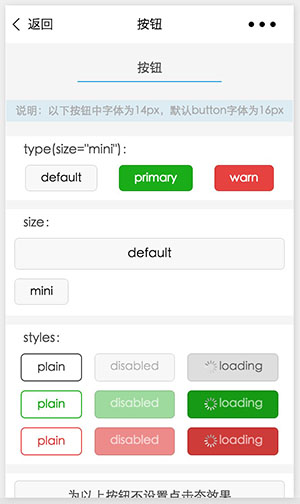 返回 按钮
按钮
说明：以下按钮中字体为14px，默认button字体为16px
type(size="mini"):
default primary warn
size:
default
mini
styles:
plain disabled loading
plain disabled loading
plain disabled loading
为以上按钮不设置点击态效果